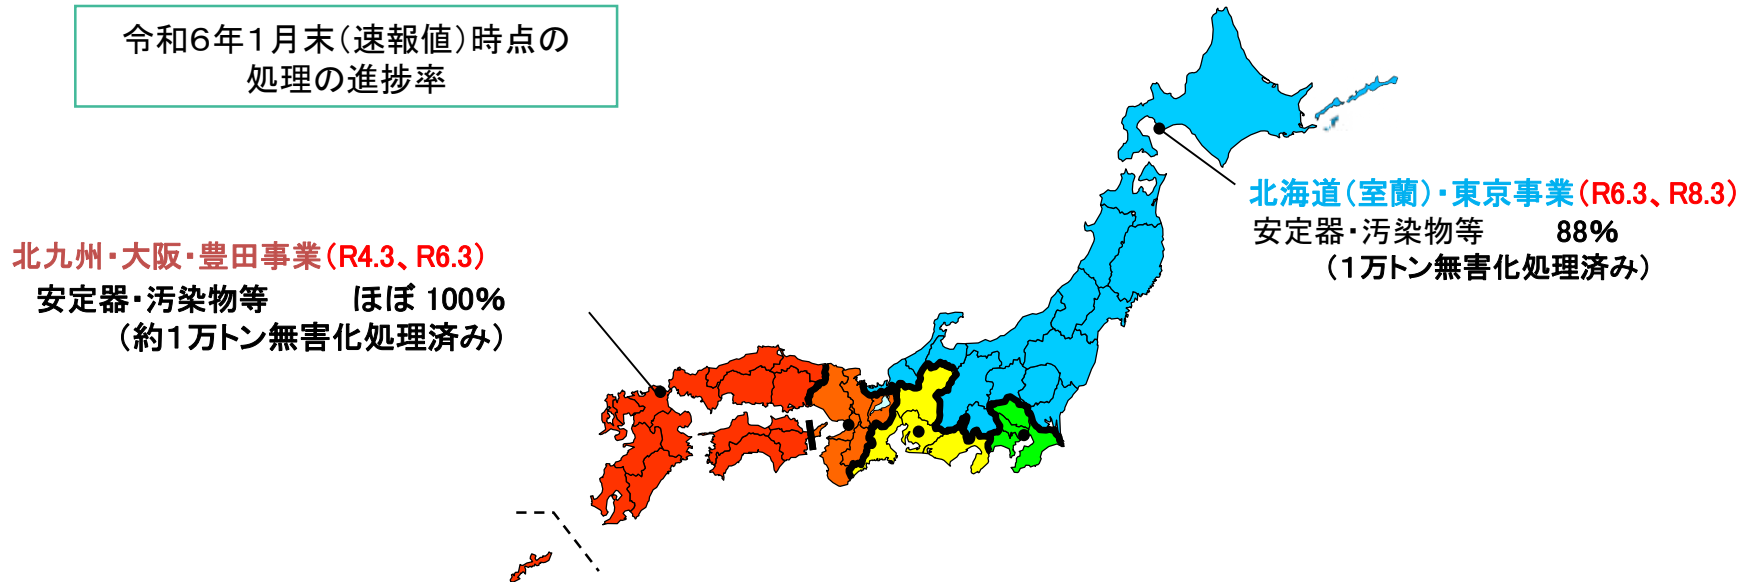 令和6年1月末(速報値)時点の
処理の進捗率
北海道(室蘭)・東京事業(R6.3、R8.3)
安定器・汚染物等 88%
(1万トン無害化処理済み)
北九州・大阪・豊田事業(R4.3、R6.3)
安定器・汚染物等 ほぼ 100%
(約1万トン無害化処理済み)